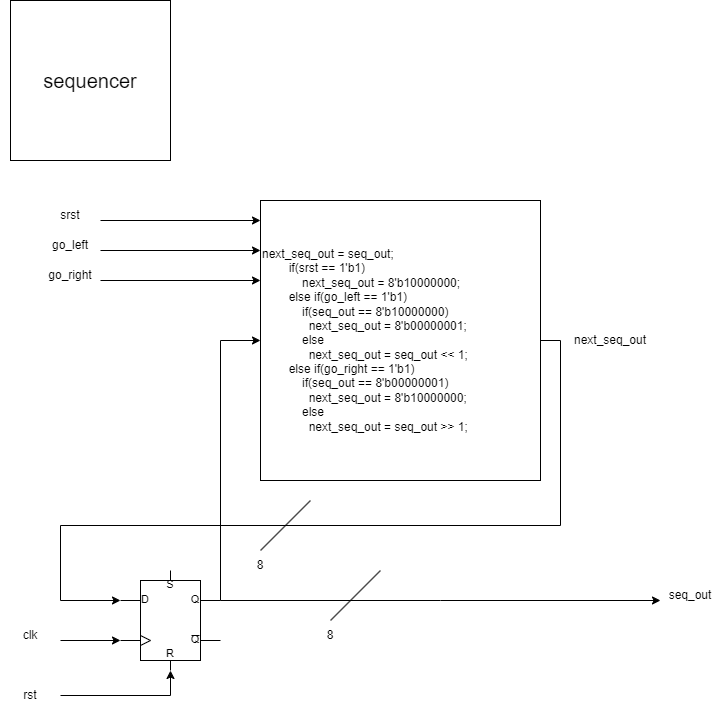 sequencer
srst
go_left
go_right
next_seq_out = seq_out;
if(srst == 1'b1)
next_seq_out = 8'b10000000;
else if(go_left == 1'b1)
if(seq_out == 8'b10000000)
next_seq_out = 8'b00000001;
else
next_seq_out = seq_out << 1;
else if(go_right == 1'b1)
if(seq_out == 8'b00000001)
next_seq_out = 8'b10000000;
else
next_seq_out = seq_out >> 1;
next_seq_out
8
S
D
Q
seq_out
8
clk
Q
R
rst